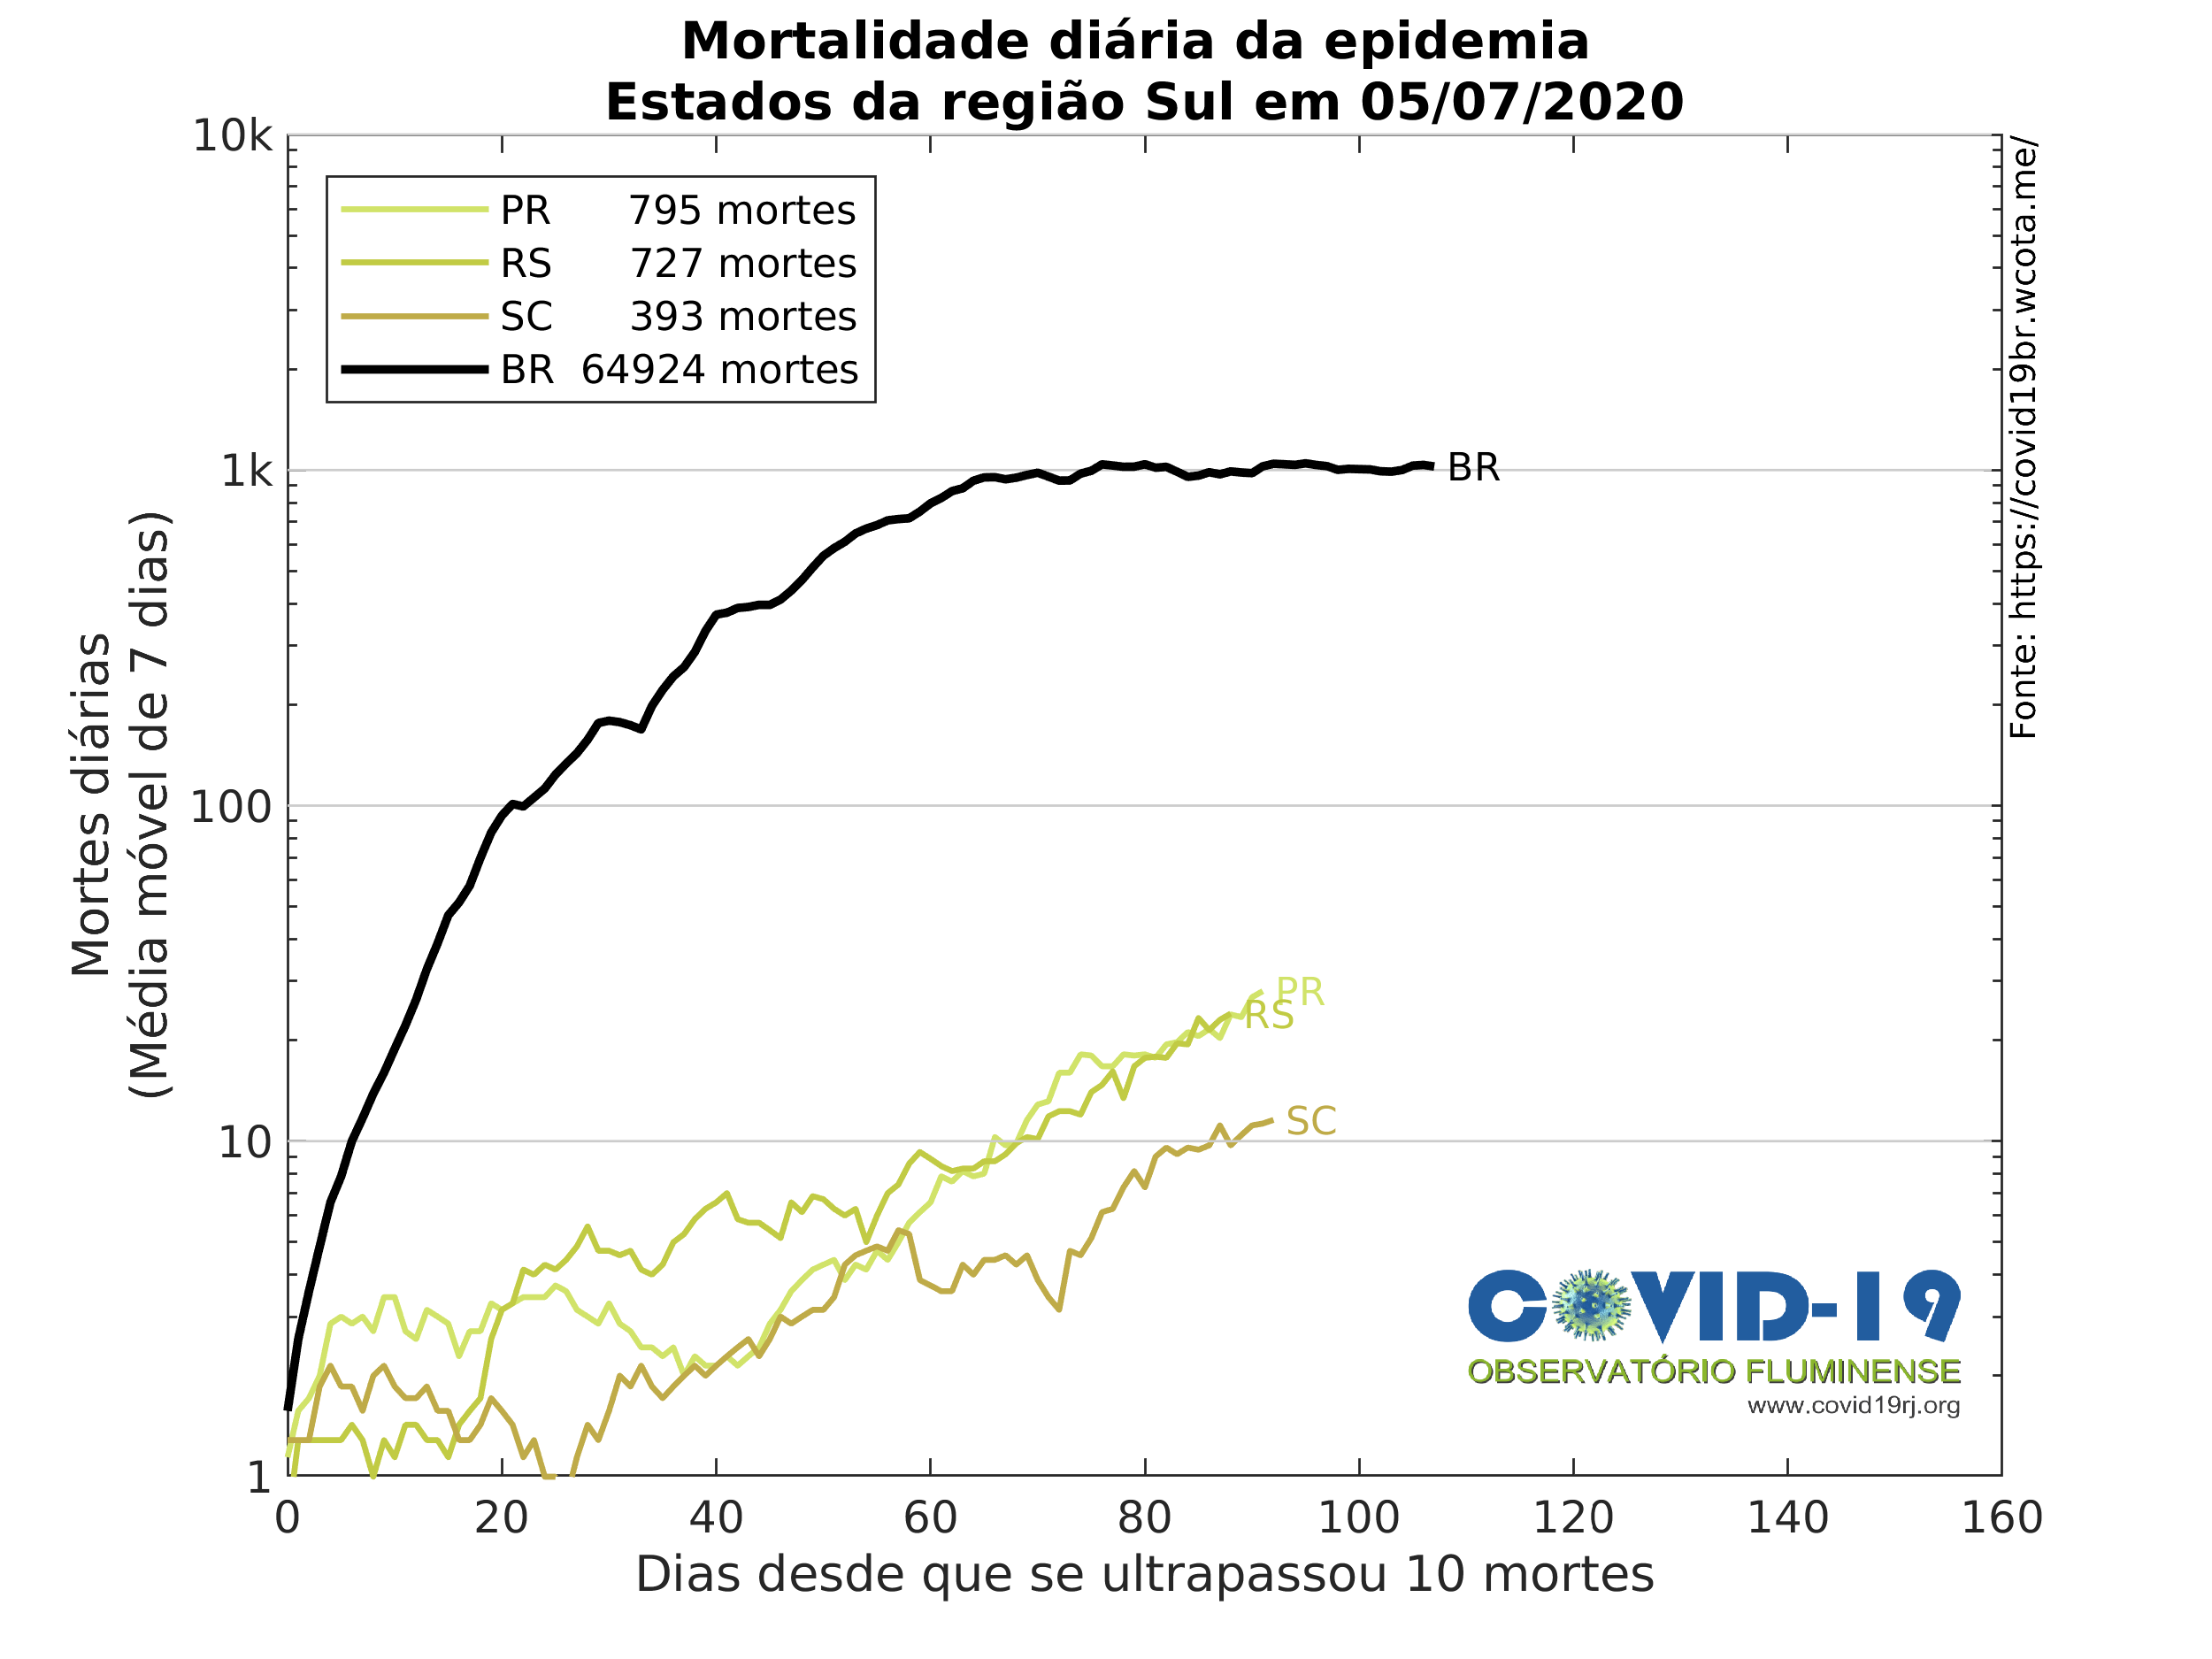 Mortalidade diária da epidemia
Estados da região Sul em 05/07/2020
PR 795 mortes
RS 727 mortes
SC 393 mortes
BR 64924 mortes
Mortes diárias
(Média móvel de 7 dias)
10k
1k
100
10
1
0 20 40 60 80 100 120 140 160
Dias desde que se ultrapassou 10 mortes
BR
PR
RS
SC
Fonte: https://covid19br.wcota.me/
COVID-19
OBSERVATÓRIO FLUMINENSE
www.covid19rj.org